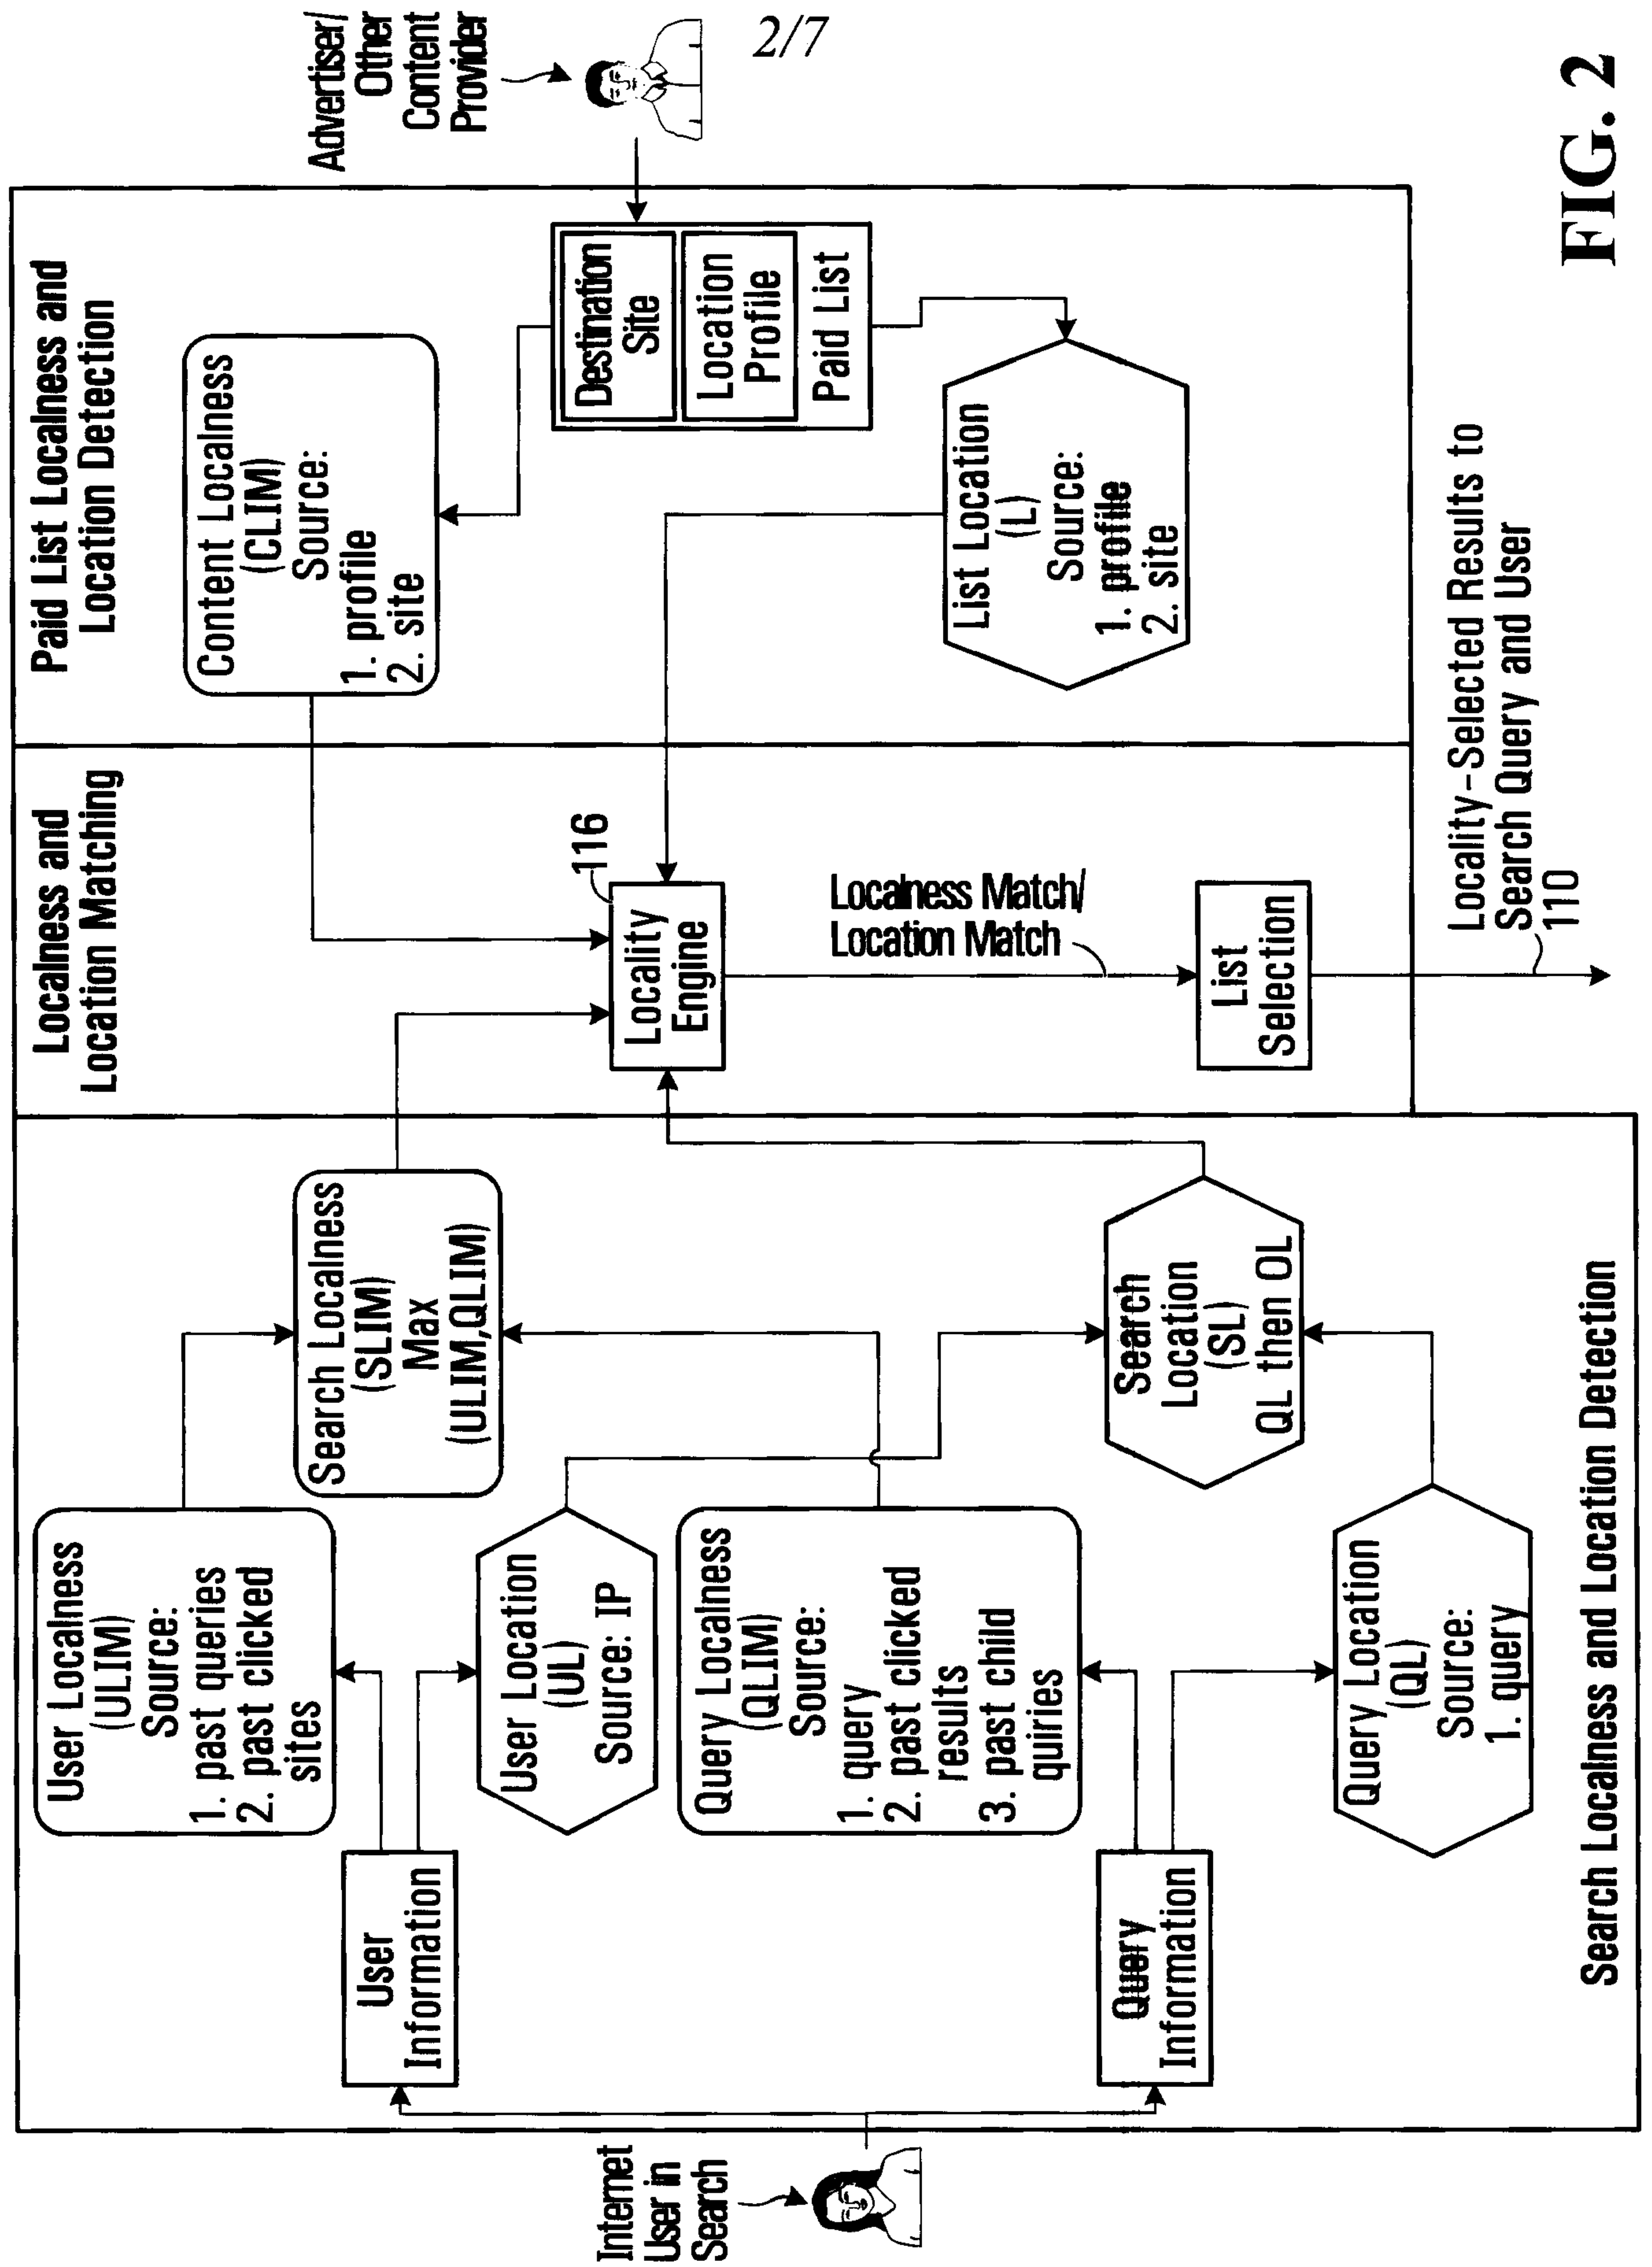 2/7
Internet
User in
Search
User
Information
Query
Information
User Localness
(ULIM)
Source:
1. past queries
2. past clicked
sites
User Location
(UL)
Source: IP
Query Localness
(QLIM)
Source:
1. query
2. past clicked
results
3. past child
quiries
Query Location
(QL)
Source:
1. query
Search Localness
(SLIM)
Max
(ULIM,QLIM)
Search
Location
(SL)
QL then OL
Search Localness and Location Detection
Localness and
Location Matching
116
Locality
Engine
Localness Match/
Location Match
List
Selection
Locality-Selected Results to
Search Query and User
110
Paid List Localness and
Location Detection
Content Localness
(CLIM)
Source:
1. profile
2. site
Destination
Site
Location
Profile
Paid List
List Location
(L)
Source:
1. profile
2. site
Advertiser/
Other
Content
Provider
FIG. 2